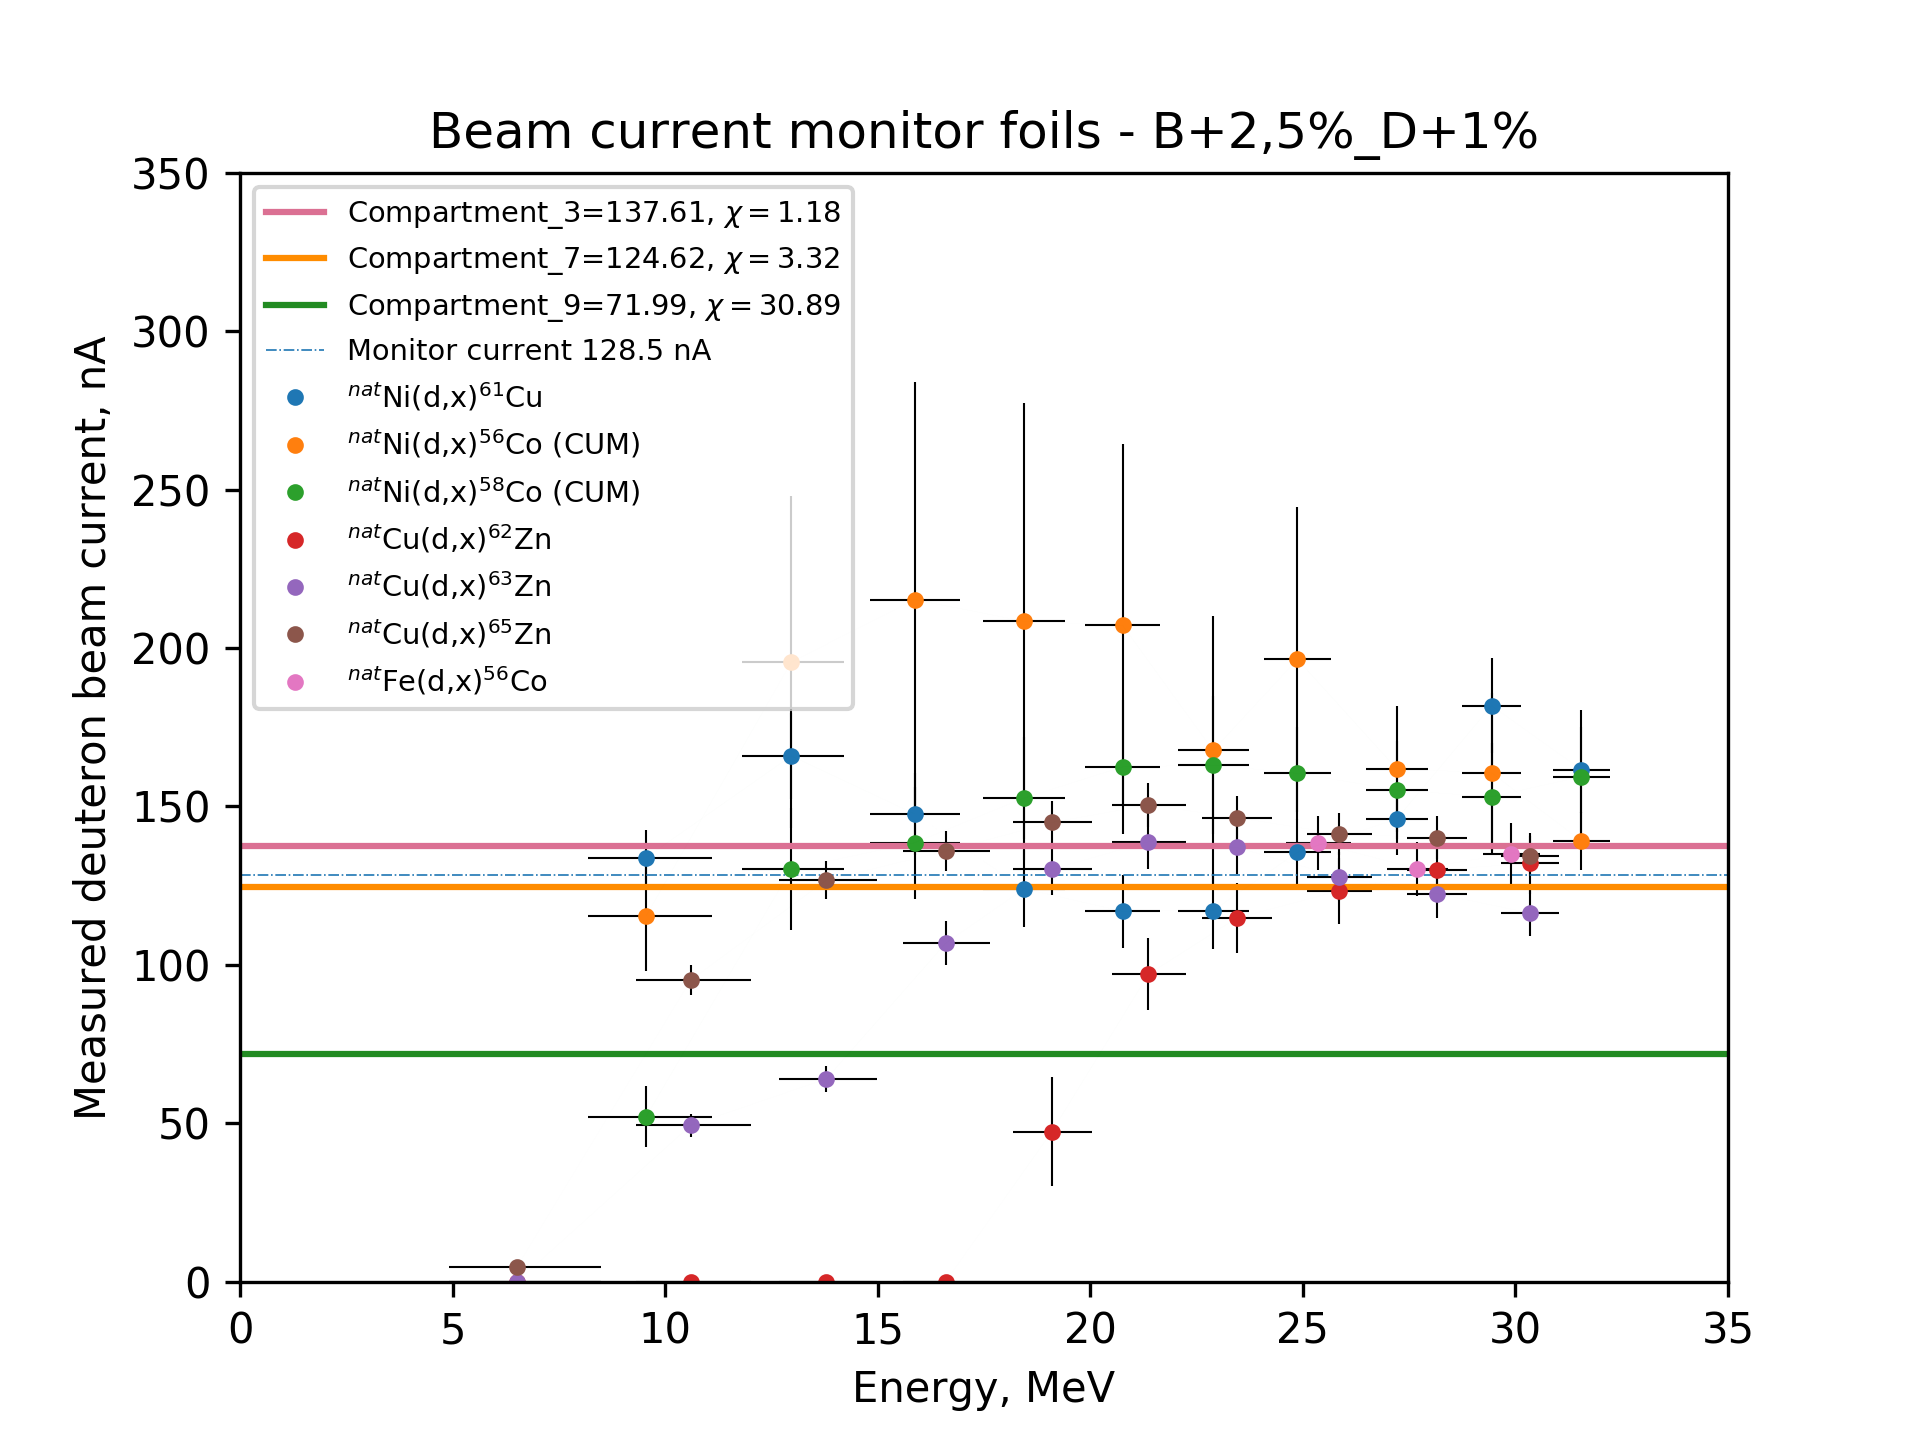 Beam current monitor foils - B+2,5%_D+1%
350
300
250
200
150
100
50
0
Measured deuteron beam current, nA
Compartment_3=137.61, χ = 1.18
Compartment_7=124.62, χ = 3.32
Compartment_9=71.99, χ = 30.89
Monitor current 128.5 nA
natNi(d,x)61Cu
natNi(d,x)56Co (CUM)
natNi(d,x)58Co (CUM)
natCu(d,x)62Zn
natCu(d,x)63Zn
natCu(d,x)65Zn
natFe(d,x)56Co
0 5 10 15 20 25 30 35
Energy, MeV